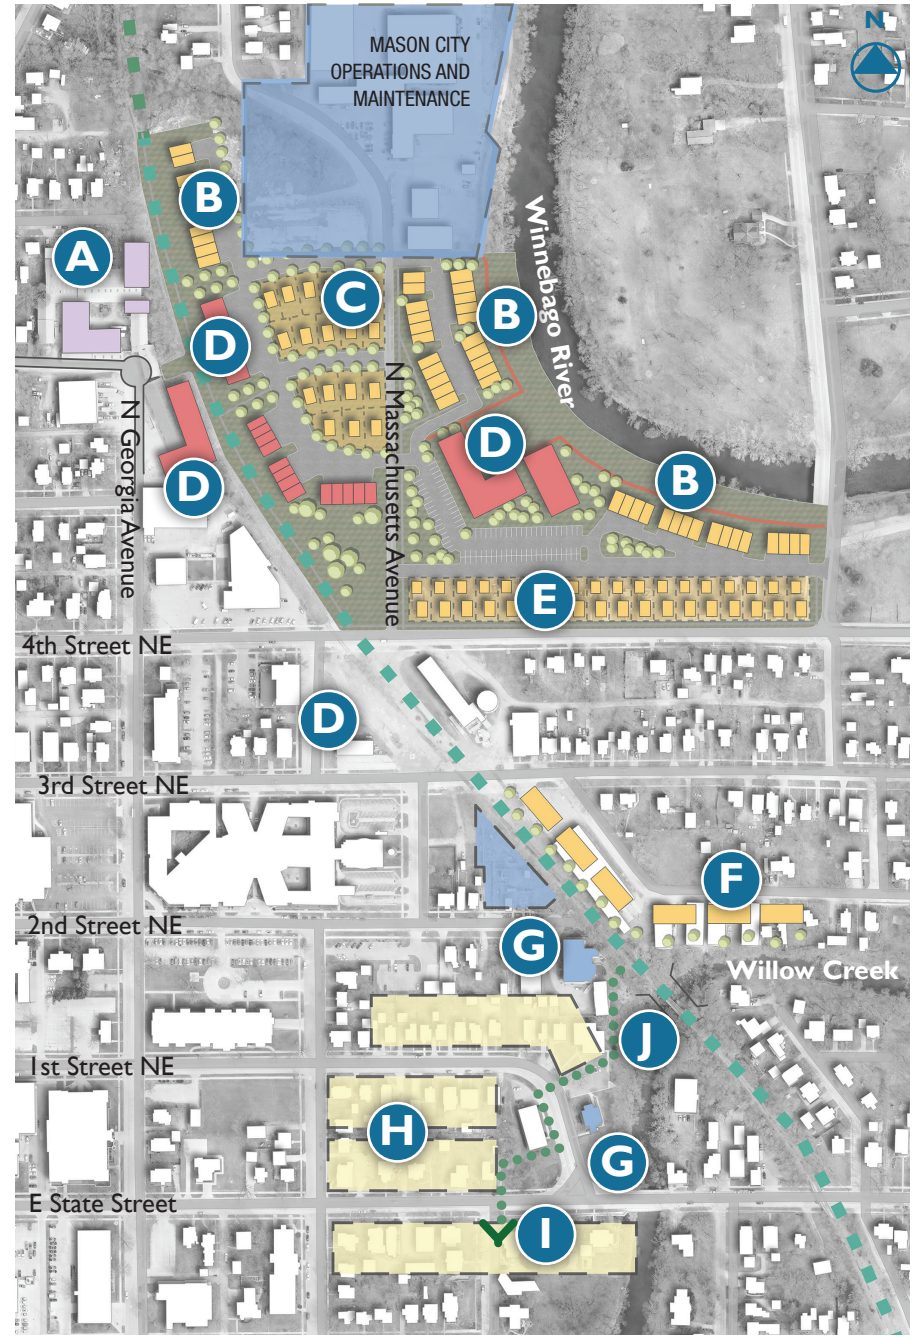 N
MASON CITY
OPERATIONS AND
MAINTENANCE
B
A
Winnebago River
C
B
D
N Massachusetts Avenue
N Georgia Avenue
D
D
B
E
4th Street NE
D
3rd Street NE
F
2nd Street NE
G
Willow Creek
J
1st Street NE
H
G
E State Street
I